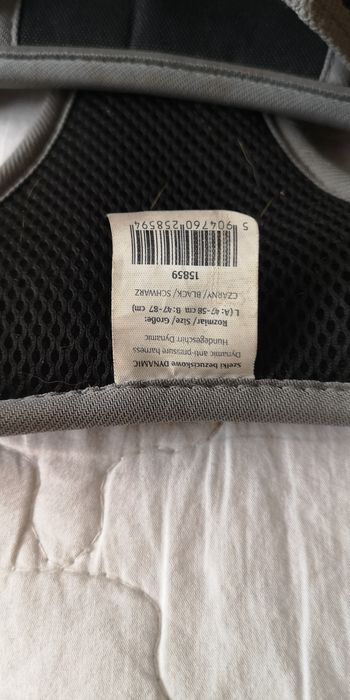 szelki bezuciskowe DYNAMIC
Dynamic anti-pressure harness
Hundegeschirr Dynamic
Rozmiar/ Size/ Große:
L (A: 47-58 cm B: 47-87 cm)
CZARNY/ BLACK/ SCHWARZ
15859
5 904760 258594